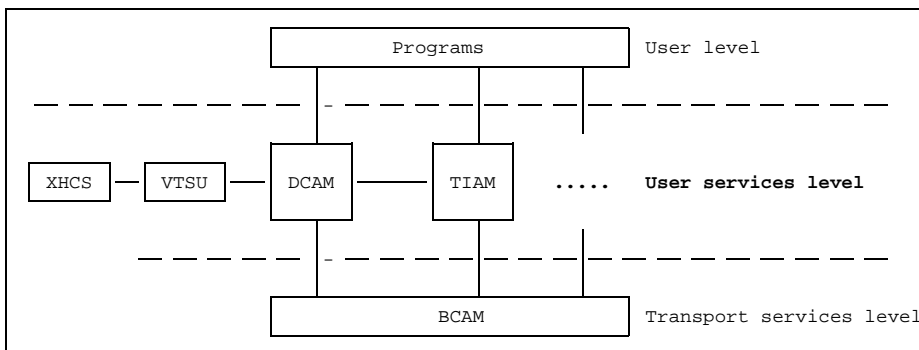 Programs User level
XHCS VTSU DCAM TIAM ..... User services level
BCAM Transport services level